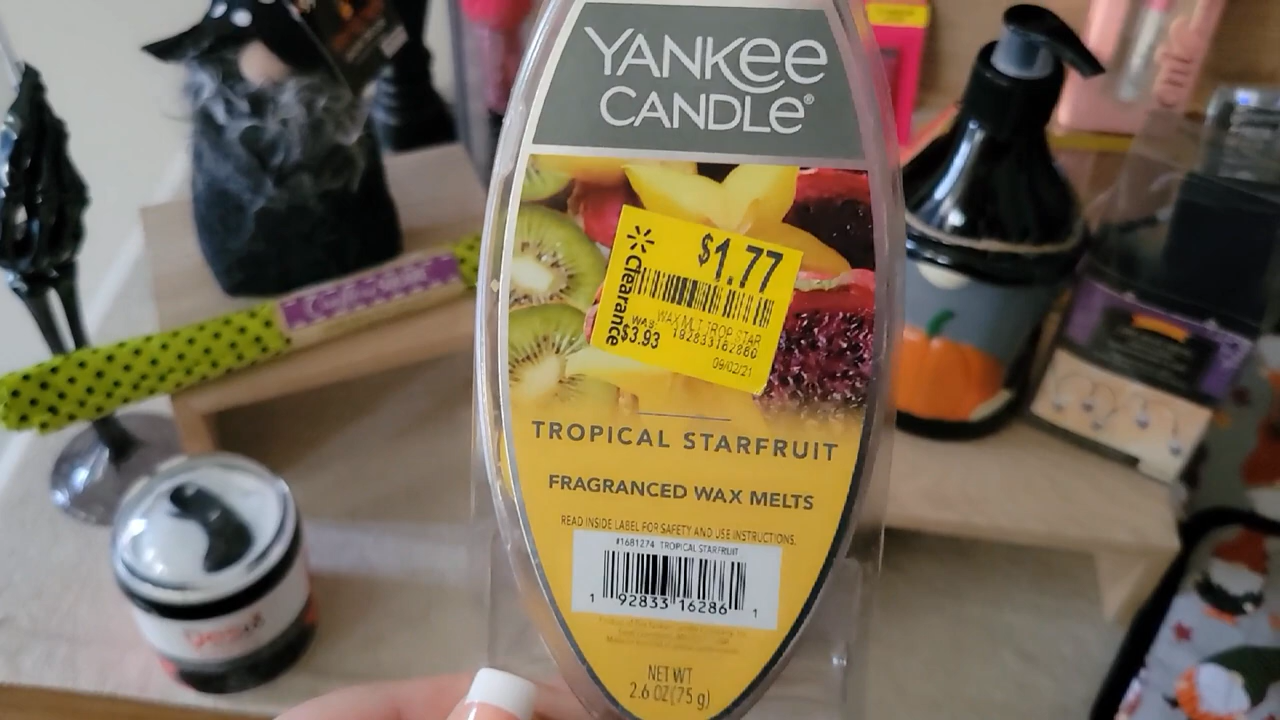 YANKEE
CANDLE®
$1.77
Clearance
WAS
$3.93
WAX MLT TROP STAR
192833162860
09/02/21
TROPICAL STARFRUIT
FRAGRANCED WAX MELTS
READ INSIDE LABEL FOR SAFETY AND USE INSTRUCTIONS.
#1681274 TROPICAL STARFRUIT
1 92833 16286 1
NET WT
2.6 OZ (75 g)